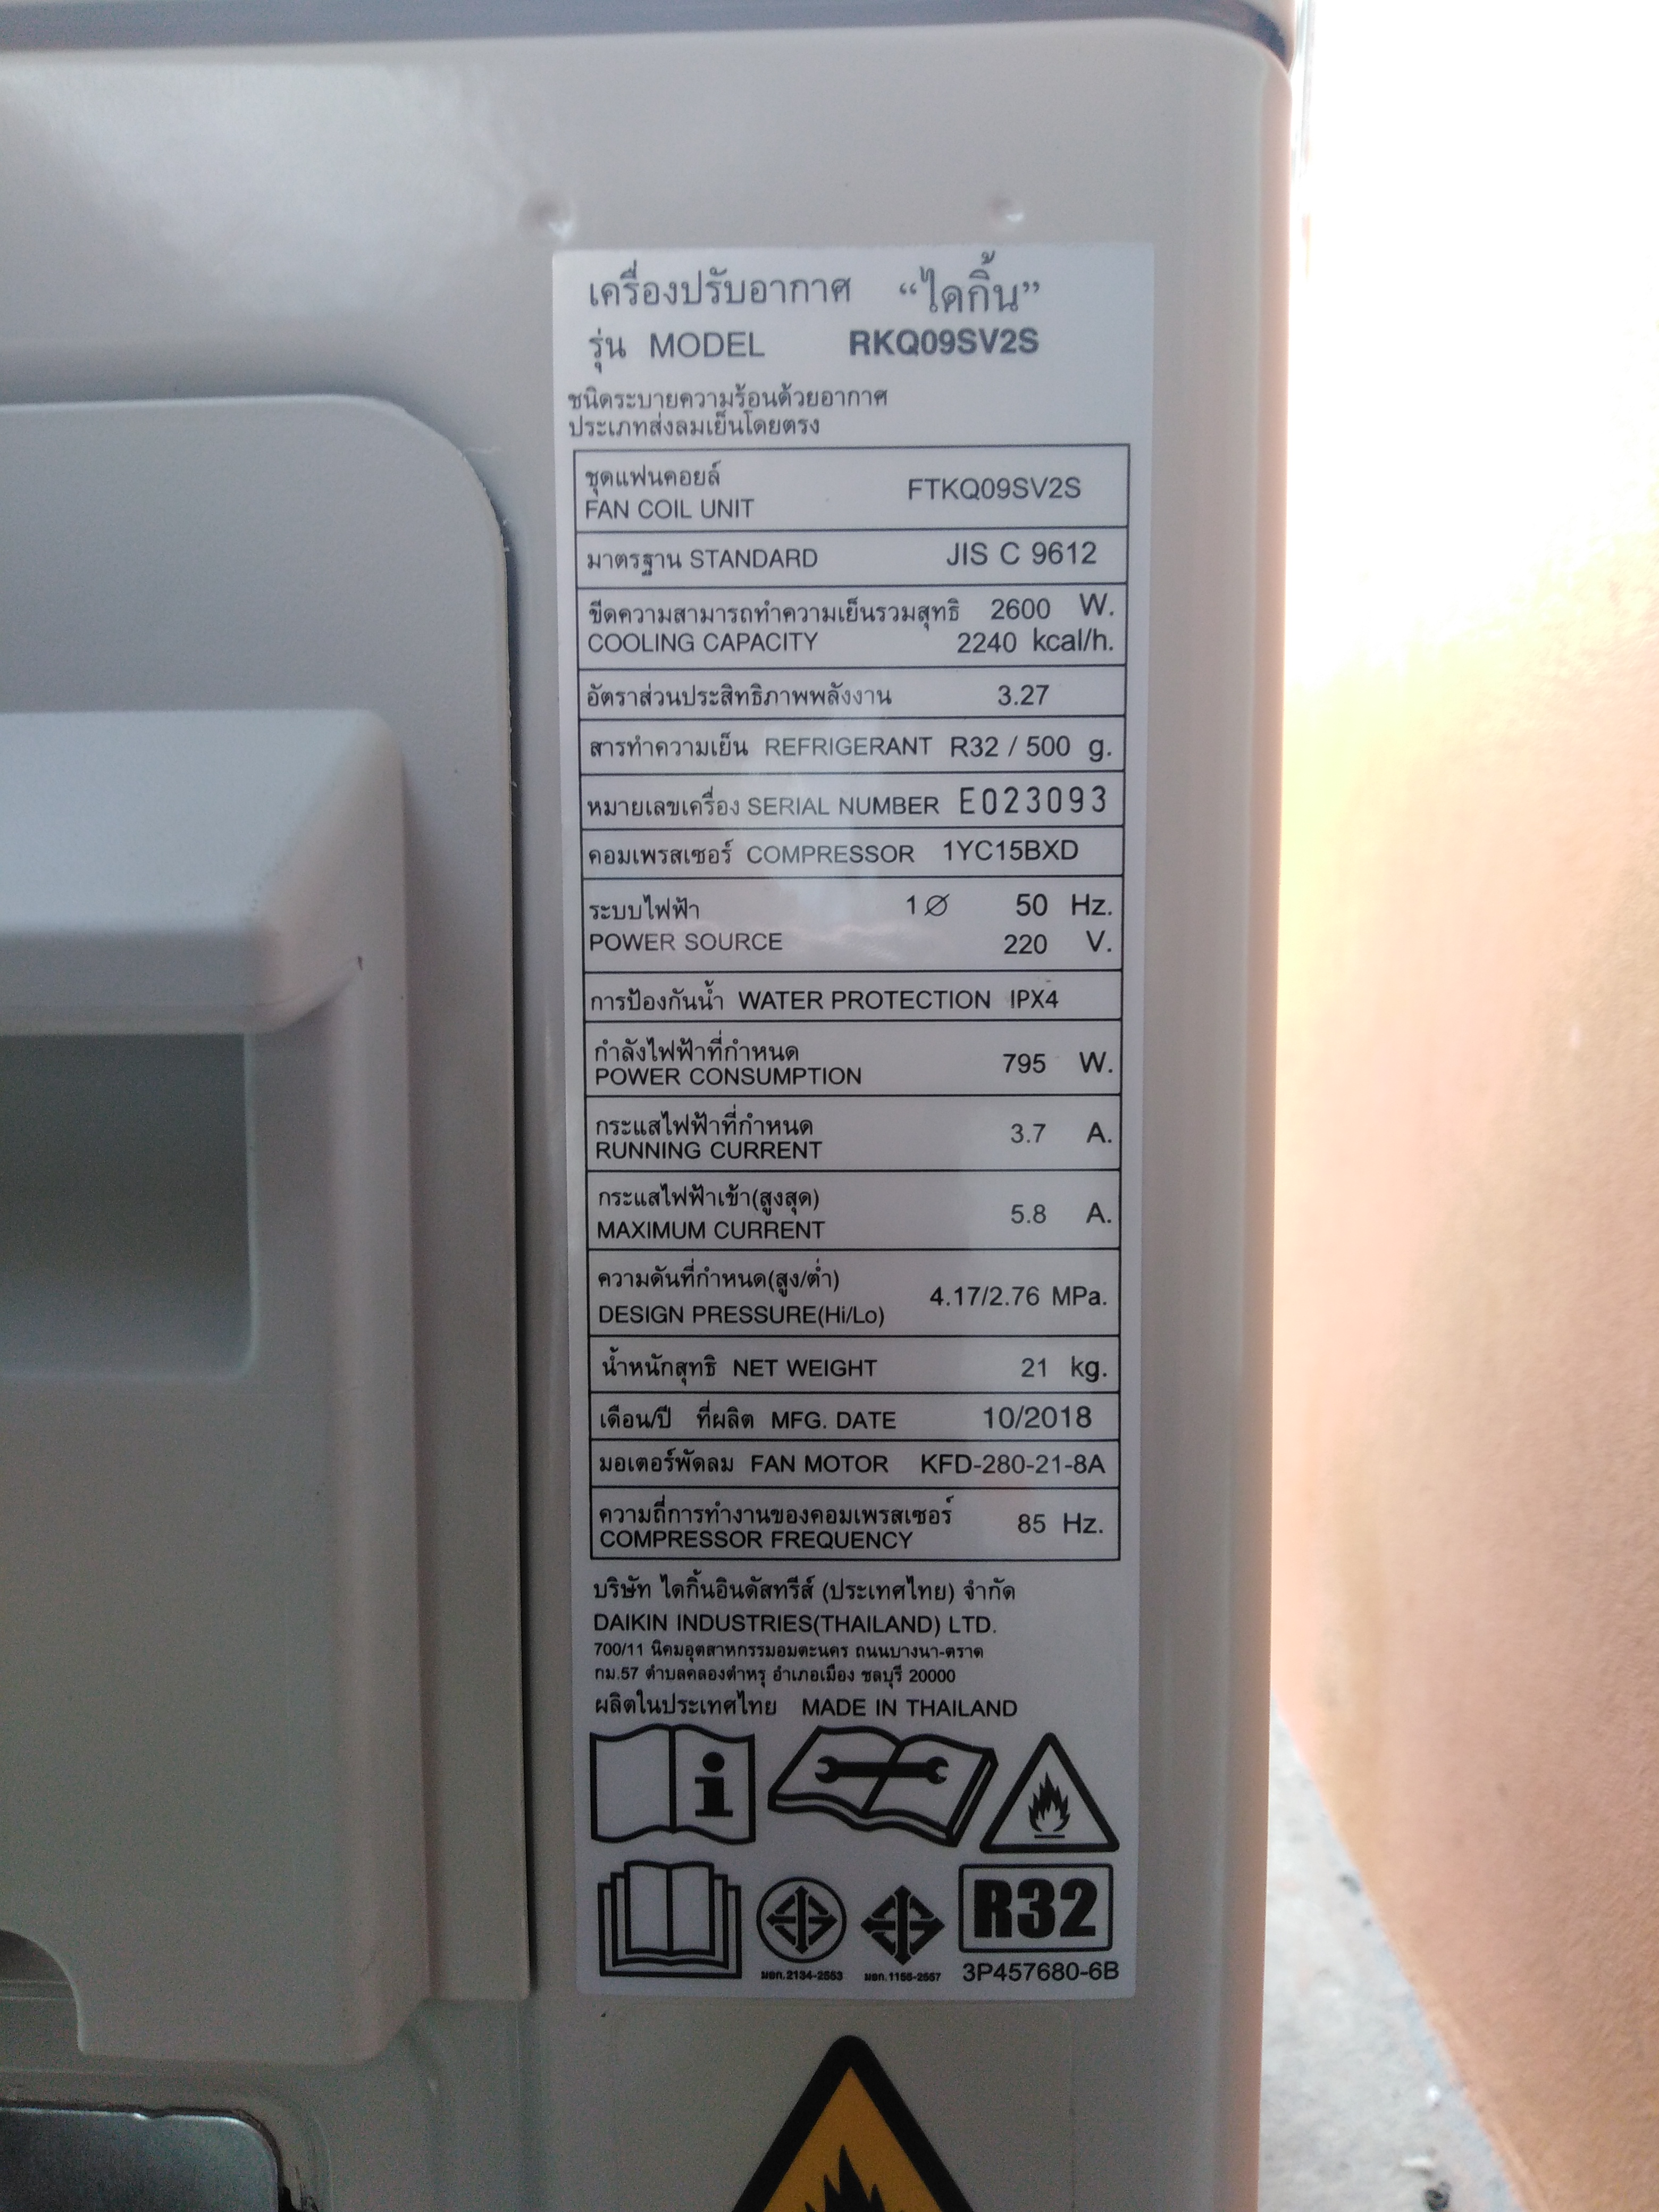 เครื่องปรับอากาศ “ไดกิ้น”
รุ่น MODEL RKQ09SV2S
ชนิดระบายความร้อนด้วยอากาศ
ประเภทส่งลมเย็นโดยตรง
ชุดแฟนคอยล์
FAN COIL UNIT FTKQ09SV2S
มาตรฐาน STANDARD JIS C 9612
ขีดความสามารถทำความเย็นรวมสุทธิ 2600 W.
COOLING CAPACITY 2240 kcal/h.
อัตราส่วนประสิทธิภาพพลังงาน 3.27
สารทำความเย็น REFRIGERANT R32 / 500 g.
หมายเลขเครื่อง SERIAL NUMBER E023093
คอมเพรสเซอร์ COMPRESSOR 1YC15BXD
ระบบไฟฟ้า 1∅ 50 Hz.
POWER SOURCE 220 V.
การป้องกันน้ำ WATER PROTECTION IPX4
กำลังไฟฟ้าที่กำหนด
POWER CONSUMPTION 795 W.
กระแสไฟฟ้าที่กำหนด
RUNNING CURRENT 3.7 A.
กระแสไฟฟ้าเข้า(สูงสุด)
MAXIMUM CURRENT 5.8 A.
ความดันที่กำหนด(สูง/ต่ำ)
DESIGN PRESSURE(Hi/Lo) 4.17/2.76 MPa.
น้ำหนักสุทธิ NET WEIGHT 21 kg.
เดือน/ปี ที่ผลิต MFG. DATE 10/2018
มอเตอร์พัดลม FAN MOTOR KFD-280-21-8A
ความถี่การทำงานของคอมเพรสเซอร์
COMPRESSOR FREQUENCY 85 Hz.
บริษัท ไดกิ้นอินดัสทรีส์ (ประเทศไทย) จำกัด
DAIKIN INDUSTRIES(THAILAND) LTD.
700/11 นิคมอุตสาหกรรมอมตะนคร ถนนบางนา-ตราด
กม.57 ตำบลคลองตำหรุ อำเภอเมือง ชลบุรี 20000
ผลิตในประเทศไทย MADE IN THAILAND
R32
มอก.2134-2553 มอก.1155-2557 3P457680-6B